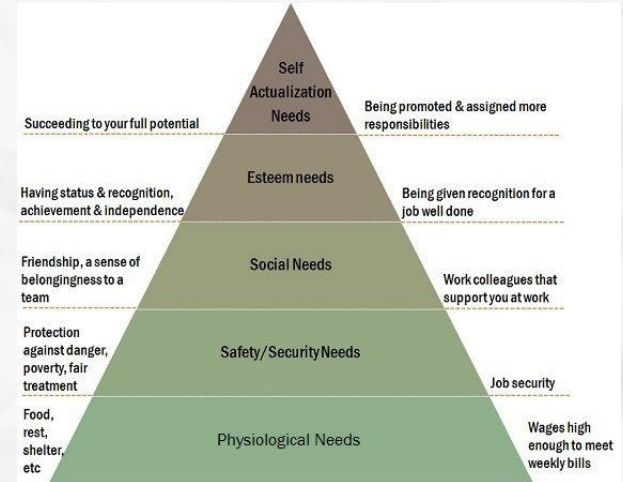 Self
Actualization
Needs
Succeeding to your full potential
Being promoted & assigned more
responsibilities
Esteem needs
Having status & recognition,
achievement & independence
Being given recognition for a
job well done
Social Needs
Friendship, a sense of
belongingness to a
team
Work colleagues that
support you at work
Safety/Security Needs
Protection
against danger,
poverty, fair
treatment
Job security
Physiological Needs
Food,
rest,
shelter,
etc
Wages high
enough to meet
weekly bills